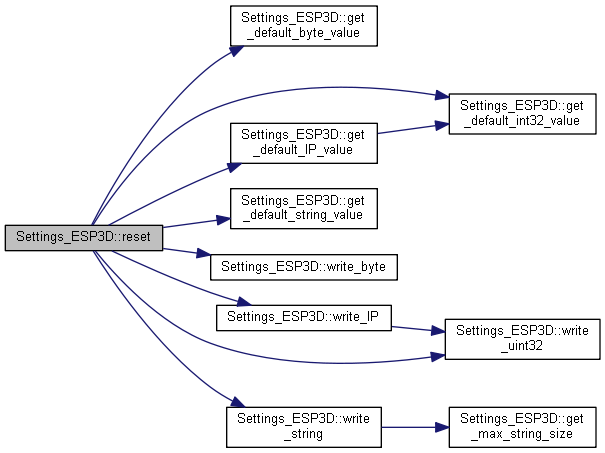 Settings_ESP3D::get
_default_byte_value
Settings_ESP3D::get
_default_int32_value
Settings_ESP3D::get
_default_IP_value
Settings_ESP3D::get
_default_string_value
Settings_ESP3D::reset
Settings_ESP3D::write_byte
Settings_ESP3D::write_IP
Settings_ESP3D::write
_uint32
Settings_ESP3D::write
_string
Settings_ESP3D::get
_max_string_size